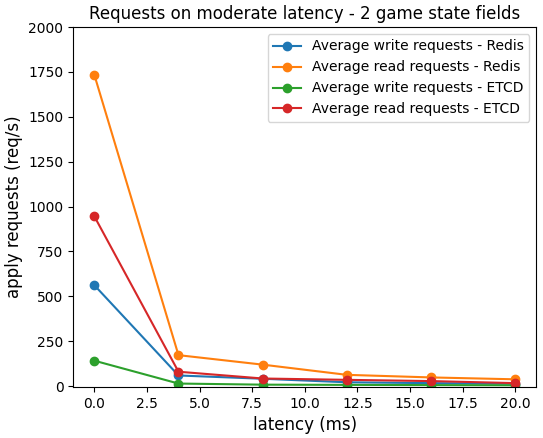 Requests on moderate latency - 2 game state fields
2000
1750
1500
1250
1000
750
500
250
0
apply requests (req/s)
Average write requests - Redis
Average read requests - Redis
Average write requests - ETCD
Average read requests - ETCD
0.0 2.5 5.0 7.5 10.0 12.5 15.0 17.5 20.0
latency (ms)